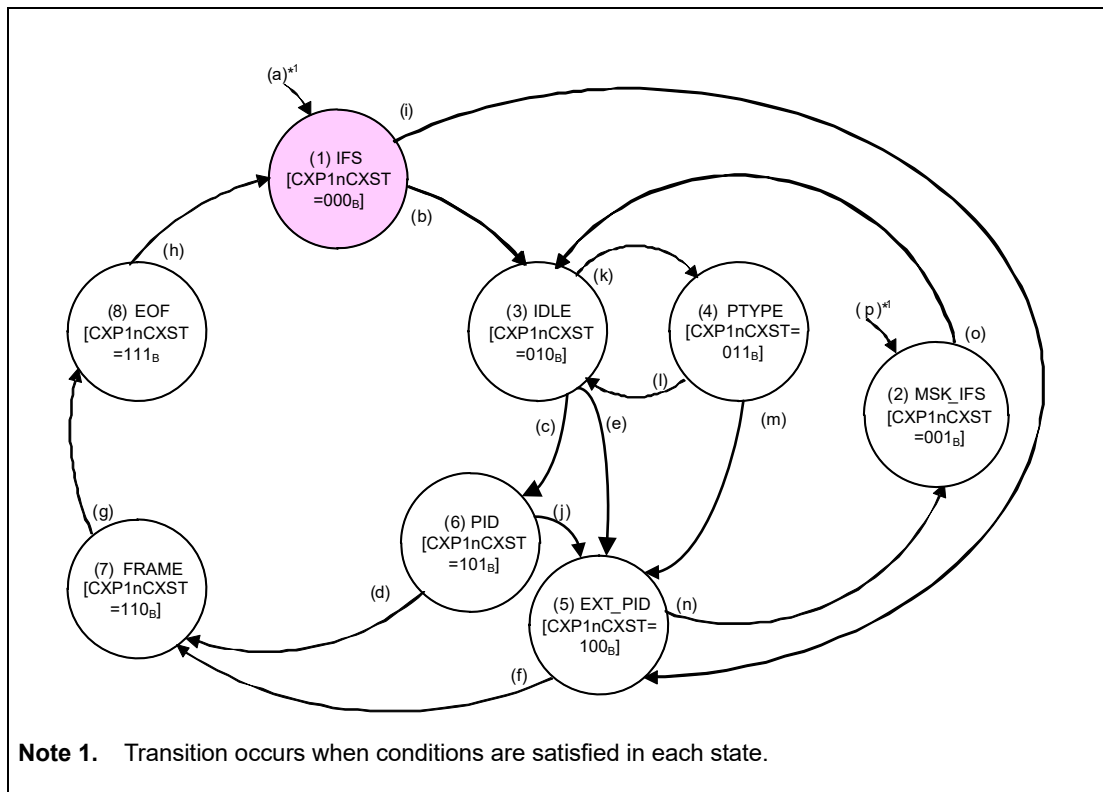 (a)*1
(i)
(1) IFS
[CXP1nCXST
=000B]
(b)
(h)
(k)
(8) EOF
[CXP1nCXST
=111B
(3) IDLE
[CXP1nCXST
=010B]
(4) PTYPE
[CXP1nCXST=
011B]
(p)*1
(o)
(l)
(2) MSK_IFS
[CXP1nCXST
=001B]
(c)
(e)
(m)
(g)
(6) PID
[CXP1nCXST
=101B]
(j)
(7) FRAME
[CXP1nCXST
=110B]
(d)
(5) EXT_PID
[CXP1nCXST=
100B]
(n)
(f)
Note 1. Transition occurs when conditions are satisfied in each state.